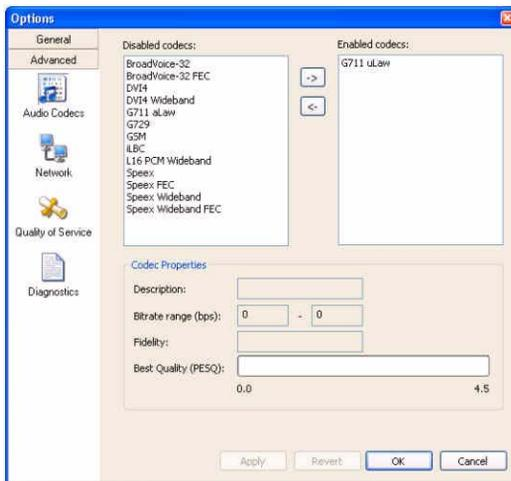 Options
General
Advanced
Audio Codecs
Network
Quality of Service
Diagnostics
Disabled codecs:
BroadVoice-32
BroadVoice-32 FEC
DVI4
DVI4 Wideband
G711 aLaw
G729
GSM
iLBC
L16 PCM Wideband
Speex
Speex FEC
Speex Wideband
Speex Wideband FEC
->
<-
Enabled codecs:
G711 uLaw
Codec Properties
Description:
Bitrate range (bps): 0 - 0
Fidelity:
Best Quality (PESQ):
0.0 4.5
Apply Revert OK Cancel